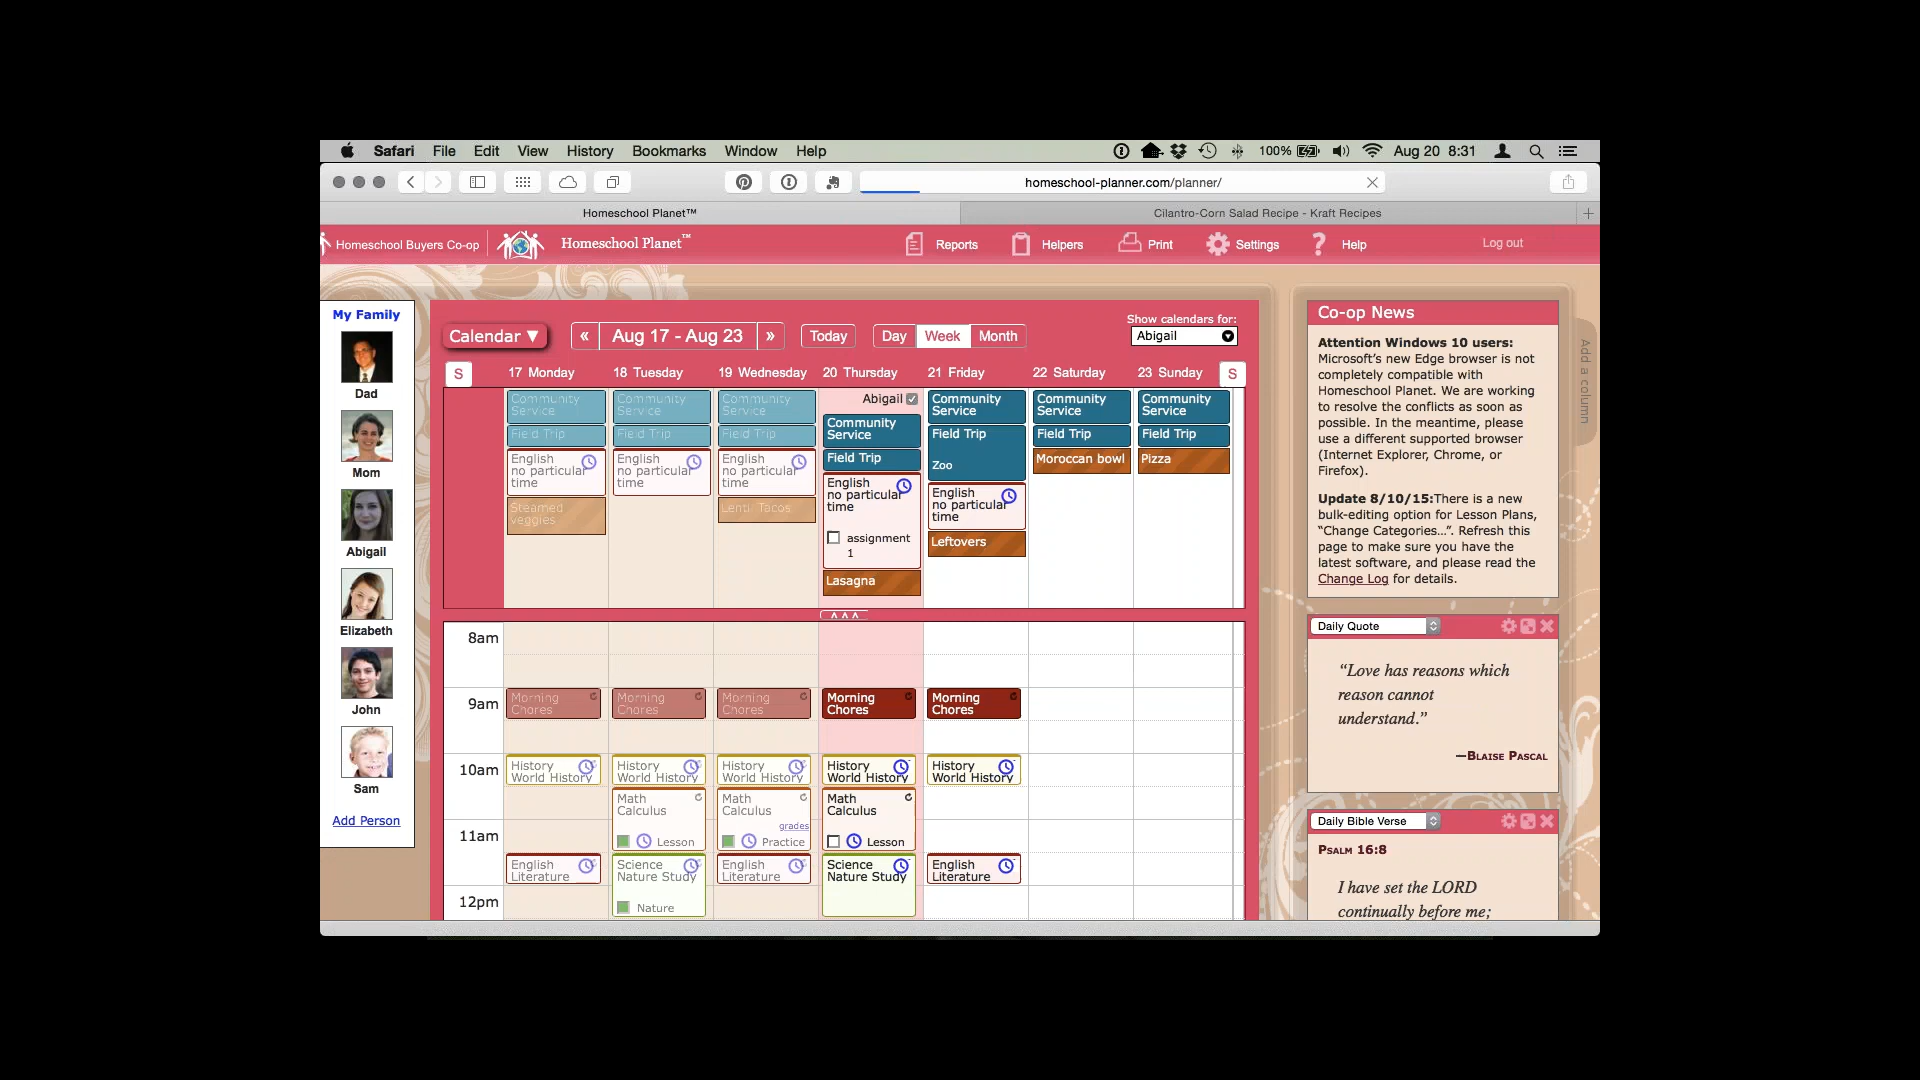 Safari File Edit View History Bookmarks Window Help
100% Aug 20 8:31
homeschool-planner.com/planner/
Homeschool Planet™
Cilantro-Corn Salad Recipe - Kraft Recipes
Homeschool Buyers Co-op
Homeschool Planet™
Reports
Helpers
Print
Settings
Help
Log out
My Family
Dad
Mom
Abigail
Elizabeth
John
Sam
Add Person
Calendar ▼
« Aug 17 - Aug 23 »
Today
Day Week Month
Show calendars for:
Abigail
S
17 Monday
18 Tuesday
19 Wednesday
20 Thursday
21 Friday
22 Saturday
23 Sunday
S
Community
Service
Field Trip
English
no particular
time
Steamed
veggies
Community
Service
Field Trip
English
no particular
time
Community
Service
Field Trip
English
no particular
time
Lentil Tacos
Abigail
Community
Service
Field Trip
English
no particular
time
assignment
1
Lasagna
Community
Service
Field Trip
Zoo
English
no particular
time
Leftovers
Community
Service
Field Trip
Moroccan bowl
Community
Service
Field Trip
Pizza
8am
9am
10am
11am
12pm
Morning
Chores
History
World History
English
Literature
Morning
Chores
History
World History
Math
Calculus
Lesson
Science
Nature Study
Nature
Morning
Chores
History
World History
Math
Calculus
grades
Practice
English
Literature
Morning
Chores
History
World History
Math
Calculus
Lesson
Science
Nature Study
Morning
Chores
History
World History
English
Literature
Co-op News
Attention Windows 10 users:
Microsoft's new Edge browser is not
completely compatible with
Homeschool Planet. We are working
to resolve the conflicts as soon as
possible. In the meantime, please
use a different supported browser
(Internet Explorer, Chrome, or
Firefox).
Update 8/10/15:There is a new
bulk-editing option for Lesson Plans,
“Change Categories...”. Refresh this
page to make sure you have the
latest software, and please read the
Change Log for details.
Add a column
Daily Quote
“Love has reasons which
reason cannot
understand.”
—Blaise Pascal
Daily Bible Verse
Psalm 16:8
I have set the LORD
continually before me;